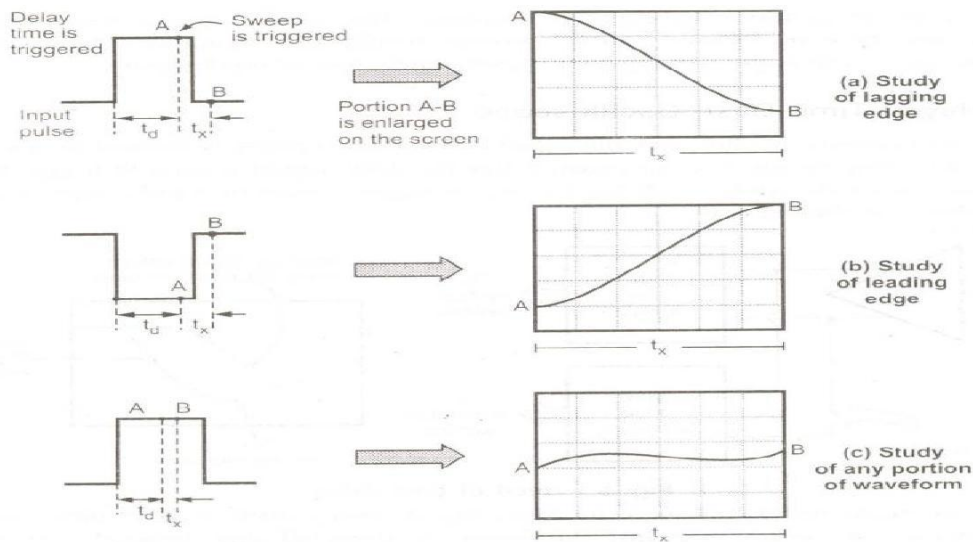 Delay
time is
triggered
A
Sweep
is triggered
B
Input
pulse
t_d
t_x
Portion A-B
is enlarged
on the screen
A
B
t_x
(a) Study
of lagging
edge
B
A
t_d
t_x
A
B
t_x
(b) Study
of leading
edge
A B
t_d
t_x
A
B
t_x
(c) Study
of any portion
of waveform